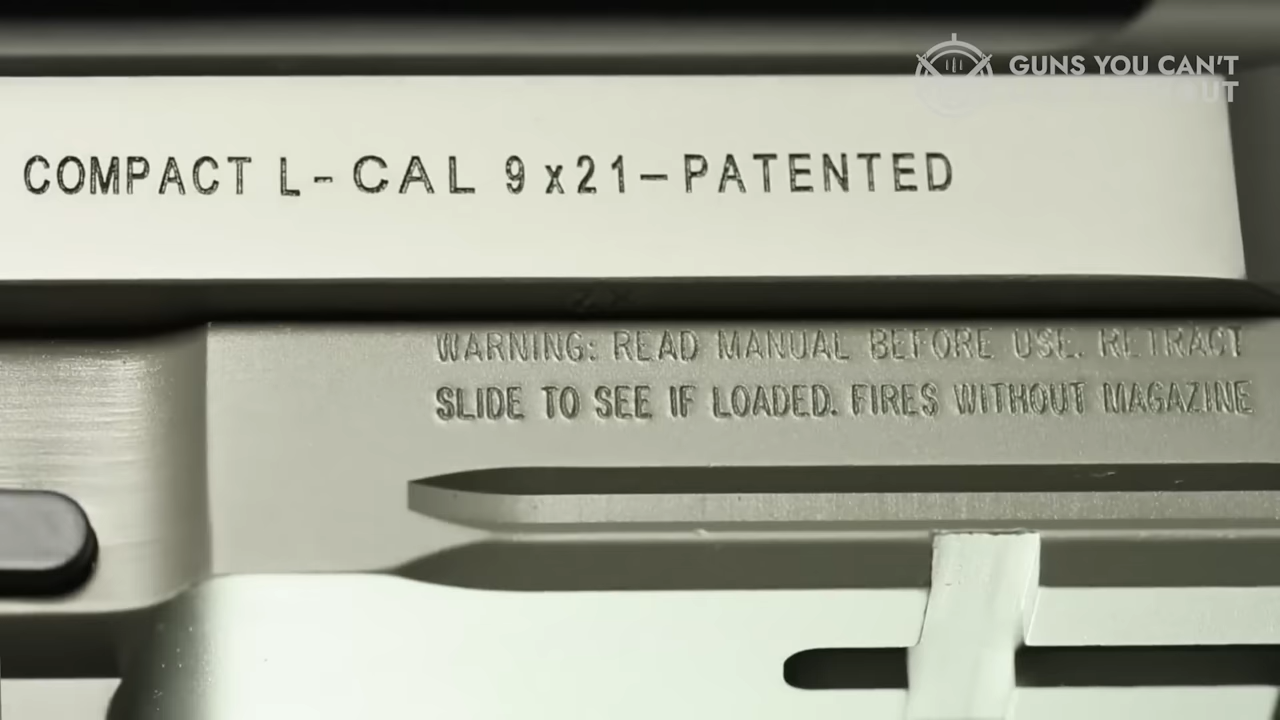 GUNS YOU CAN'T
OUT
COMPACT L-CAL 9x21-PATENTED
WARNING: READ MANUAL BEFORE USE. RETRACT
SLIDE TO SEE IF LOADED. FIRES WITHOUT MAGAZINE